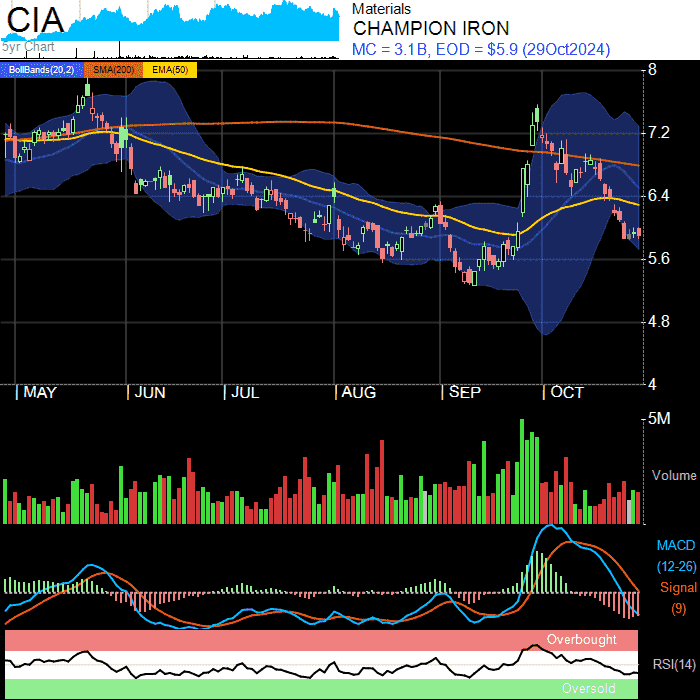 CIA
5yr Chart
Materials
CHAMPION IRON
MC = 3.1B, EOD = $5.9 (29Oct2024)
BollBands(20,2) SMA(200) EMA(50)
8
7.2
6.4
5.6
4.8
4
MAY JUN JUL AUG SEP OCT
5M
Volume
MACD
(12-26)
Signal
(9)
Overbought
RSI(14)
Oversold